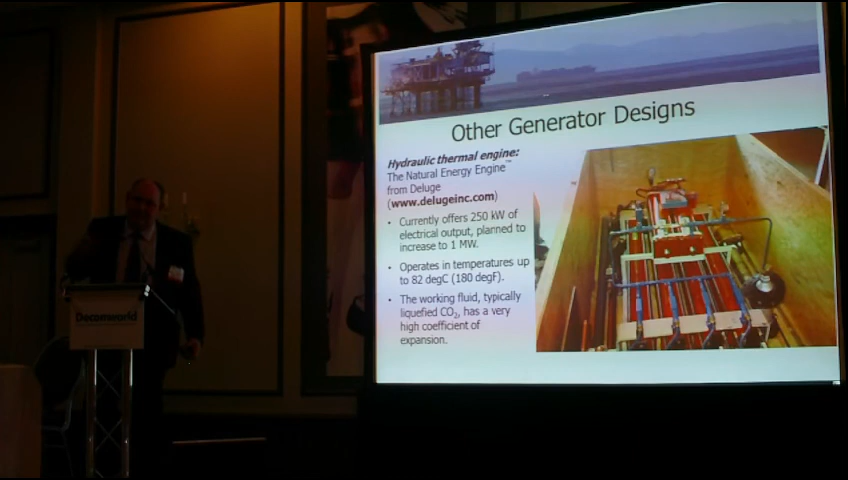 Other Generator Designs
Hydraulic thermal engine:
The Natural Energy Engine™
from Deluge
(www.delugeinc.com)
• Currently offers 250 kW of
electrical output, planned to
increase to 1 MW.
• Operates in temperatures up
to 82 degC (180 degF).
• The working fluid, typically
liquefied CO2, has a very
high coefficient of
expansion.
Decomworld